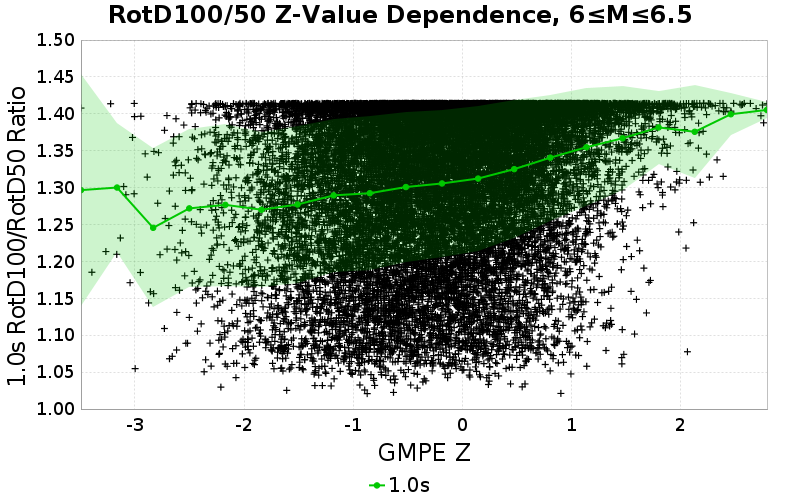 RotD100/50 Z-Value Dependence, 6≤M≤6.5
1.50
1.45
1.40
1.35
1.30
1.25
1.20
1.15
1.10
1.05
1.00
1.0s RotD100/RotD50 Ratio
-3 -2 -1 0 1 2
GMPE Z
1.0s